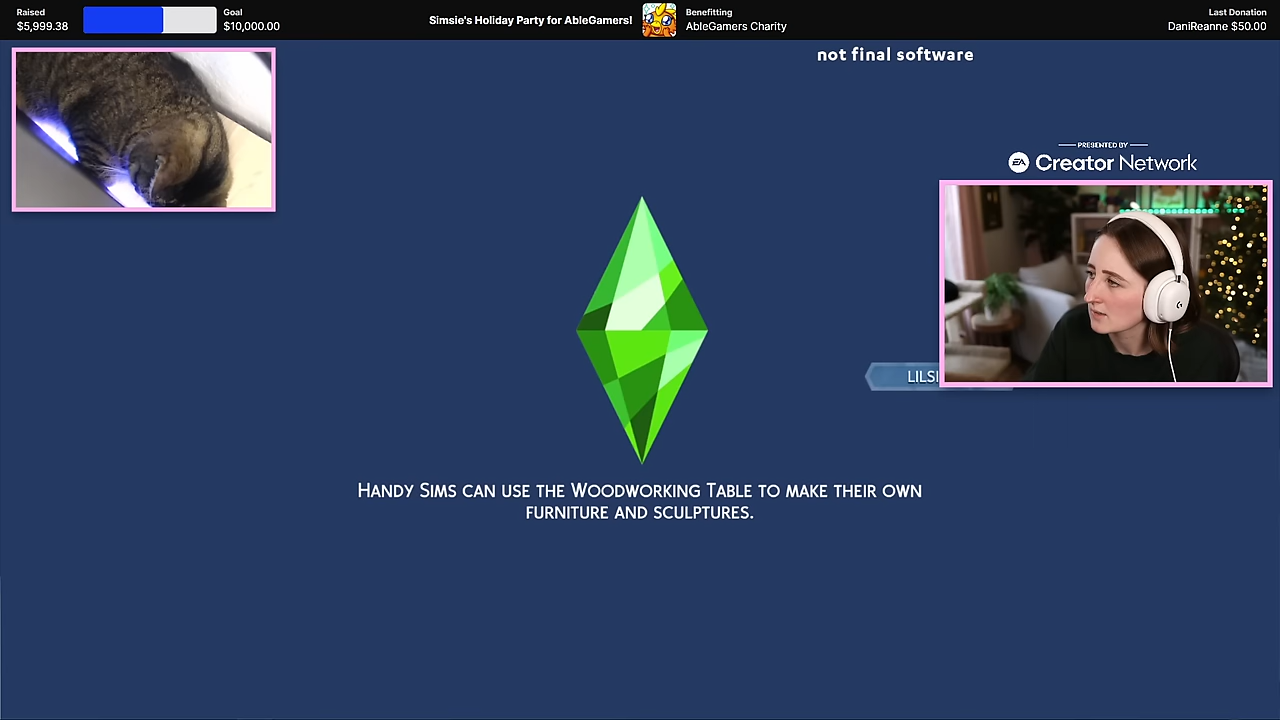 Raised
$5,999.38
Goal
$10,000.00
Simsie's Holiday Party for AbleGamers!
Benefitting
AbleGamers Charity
Last Donation
DaniReanne $50.00
not final software
PRESENTED BY
EA Creator Network
LILSI
HANDY SIMS CAN USE THE WOODWORKING TABLE TO MAKE THEIR OWN
FURNITURE AND SCULPTURES.